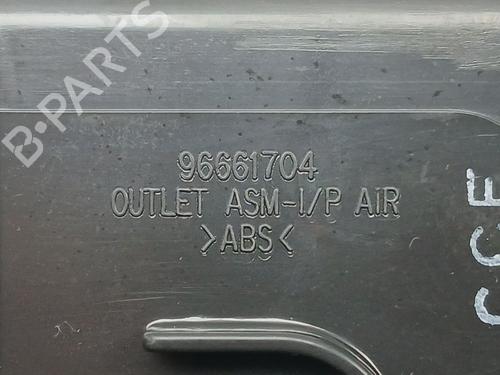 B-PARTS
96661704
OUTLET ASM-I/P AIR
>ABS<